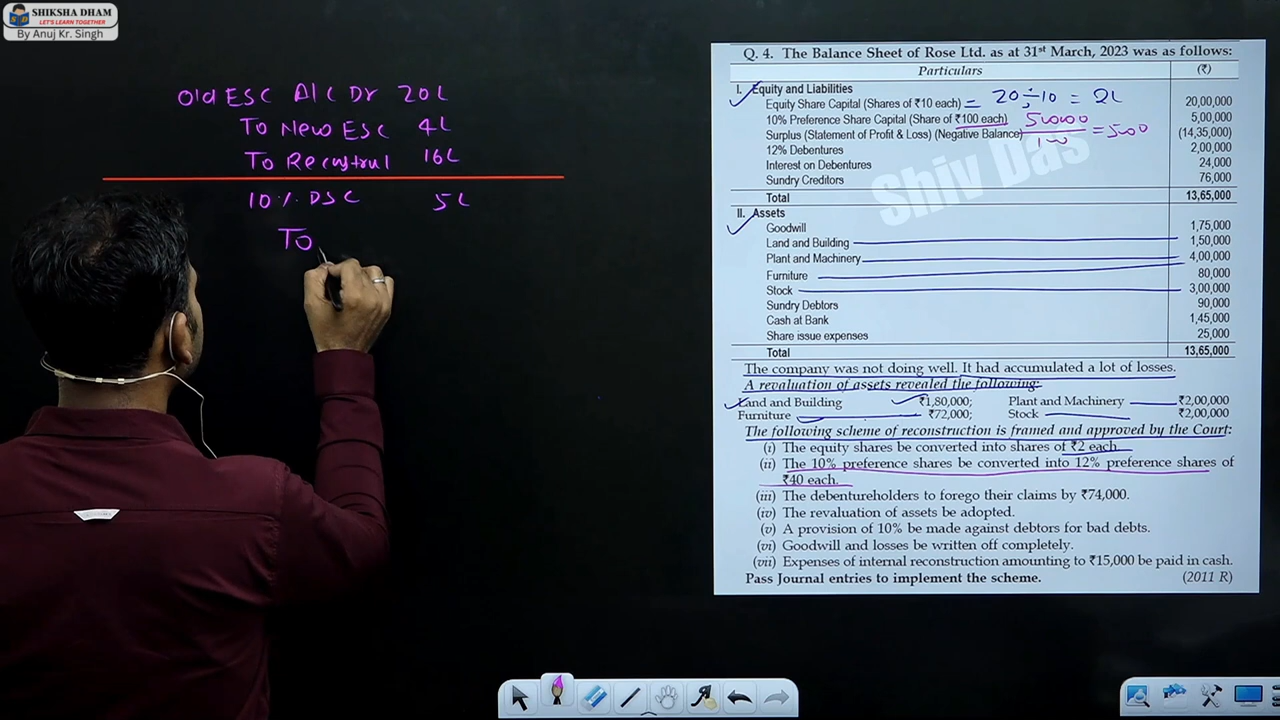 SHIKSHA DHAM
LET'S LEARN TOGETHER
By Anuj Kr. Singh
Old ESC A/C Dr 20L
To New ESC 4L
To Reconstrul 16L
10% PSC 5L
To
Q. 4. The Balance Sheet of Rose Ltd. as at 31st March, 2023 was as follows:
Particulars (₹)
I. Equity and Liabilities
Equity Share Capital (Shares of ₹10 each) = 20 ÷ 10 = 2L 20,00,000
10% Preference Share Capital (Share of ₹100 each) 500000/100 = 5000 5,00,000
Surplus (Statement of Profit & Loss) (Negative Balance) (14,35,000)
12% Debentures 2,00,000
Interest on Debentures 24,000
Sundry Creditors 76,000
Total 13,65,000
II. Assets
Goodwill 1,75,000
Land and Building 1,50,000
Plant and Machinery 4,00,000
Furniture 80,000
Stock 3,00,000
Sundry Debtors 90,000
Cash at Bank 1,45,000
Share issue expenses 25,000
Total 13,65,000
Shiv Das
The company was not doing well. It had accumulated a lot of losses.
A revaluation of assets revealed the following:
Land and Building ₹1,80,000; Plant and Machinery ₹2,00,000
Furniture ₹72,000; Stock ₹2,00,000
The following scheme of reconstruction is framed and approved by the Court:
(i) The equity shares be converted into shares of ₹2 each.
(ii) The 10% preference shares be converted into 12% preference shares of
₹40 each.
(iii) The debentureholders to forego their claims by ₹74,000.
(iv) The revaluation of assets be adopted.
(v) A provision of 10% be made against debtors for bad debts.
(vi) Goodwill and losses be written off completely.
(vii) Expenses of internal reconstruction amounting to ₹15,000 be paid in cash.
Pass Journal entries to implement the scheme. (2011 R)